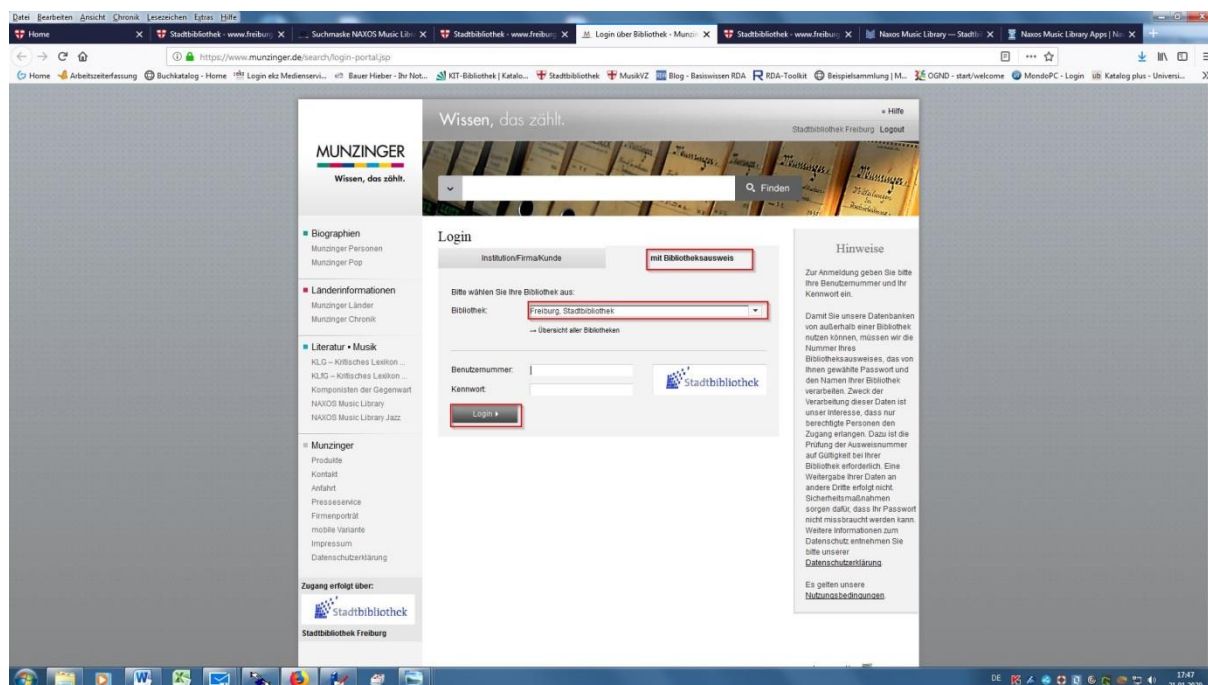 Datei Bearbeiten Ansicht Chronik Lesezeichen Extras Hilfe
Home
Stadtbibliothek - www.freiburg
Suchmaske NAXOS Music Libr
Stadtbibliothek - www.freiburg
Login über Bibliothek - Munzin
Stadtbibliothek - www.freiburg
Naxos Music Library — Stadtbi
Naxos Music Library Apps | Na
https://www.munzinger.de/search/login-portal.jsp
Home Arbeitszeiterfassung Buchkatalog - Home Login ekz Medienservi... Bauer Hieber - Ihr Not... KIT-Bibliothek | Katalo... Stadtbibliothek MusikVZ Blog - Basiswissen RDA RDA-Toolkit Beispielsammlung | M... OGND - start/welcome MondoPC - Login Katalog plus - Universi...
Wissen, das zählt.
Hilfe
Stadtbibliothek Freiburg Logout
MUNZINGER
Wissen, das zählt.
Finden
Biographien
Munzinger Personen
Munzinger Pop
Länderinformationen
Munzinger Länder
Munzinger Chronik
Literatur • Musik
KLG – Kritisches Lexikon ...
KLfG – Kritisches Lexikon ...
Komponisten der Gegenwart
NAXOS Music Library
NAXOS Music Library Jazz
Munzinger
Produkte
Kontakt
Anfahrt
Presseservice
Firmenporträt
mobile Variante
Impressum
Datenschutzerklärung
Zugang erfolgt über:
Stadtbibliothek
Stadtbibliothek Freiburg
Login
Institution/Firma/Kunde
mit Bibliotheksausweis
Bitte wählen Sie Ihre Bibliothek aus:
Bibliothek: Freiburg, Stadtbibliothek
→ Übersicht aller Bibliotheken
Benutzernummer:
Kennwort:
Stadtbibliothek
Login
Hinweise
Zur Anmeldung geben Sie bitte
Ihre Benutzernummer und Ihr
Kennwort ein.
Damit Sie unsere Datenbanken
von außerhalb einer Bibliothek
nutzen können, müssen wir die
Nummer Ihres
Bibliotheksausweises, das von
Ihnen gewählte Passwort und
den Namen Ihrer Bibliothek
verarbeiten. Zweck der
Verarbeitung dieser Daten ist
unser Interesse, dass nur
berechtigte Personen den
Zugang erlangen. Dazu ist die
Prüfung der Ausweisnummer
auf Gültigkeit bei Ihrer
Bibliothek erforderlich. Eine
Weitergabe Ihrer Daten an
andere Dritte erfolgt nicht.
Sicherheitsmaßnahmen
sorgen dafür, dass Ihr Passwort
nicht missbraucht werden kann.
Weitere Informationen zum
Datenschutz entnehmen Sie
bitte unserer
Datenschutzerklärung.
Es gelten unsere
Nutzungsbedingungen.
DE
17:47
21.01.2020